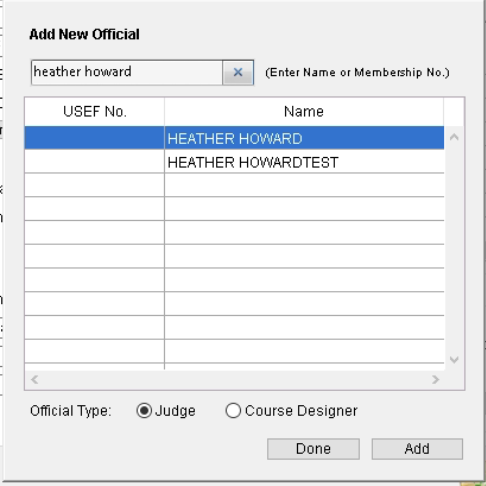 Add New Official
heather howard
(Enter Name or Membership No.)
USEF No. Name
HEATHER HOWARD
HEATHER HOWARDTEST
Official Type: Judge Course Designer
Done Add